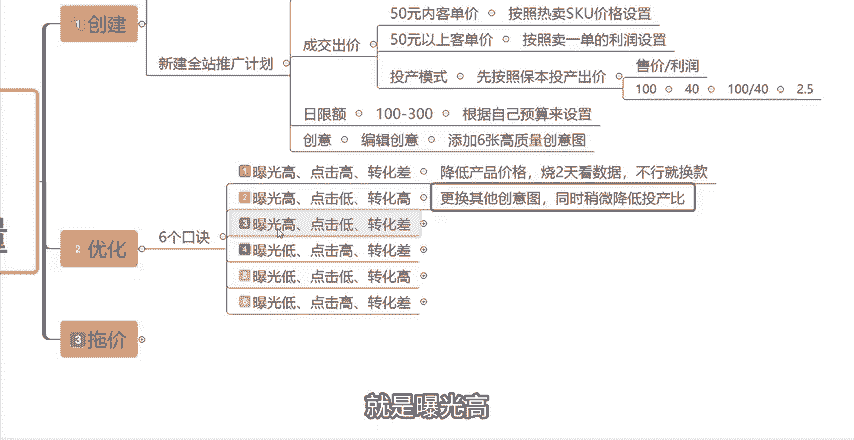 1 创建
新建全站推广计划
成交出价
50元内客单价
按照热卖SKU价格设置
50元以上客单价
按照卖一单的利润设置
投产模式
先按照保本投产出价
售价/利润
100
40
100/40
2.5
日限额
100-300
根据自己预算来设置
创意
编辑创意
添加6张高质量创意图
2 优化
6个口诀
1 曝光高、点击高、转化差
降低产品价格，烧2天看数据，不行就换款
2 曝光高、点击低、转化高
更换其他创意图，同时稍微降低投产比
3 曝光高、点击低、转化差
4 曝光低、点击高、转化差
曝光低、点击低、转化高
曝光低、点击高、转化差
3 拖价
就是曝光高